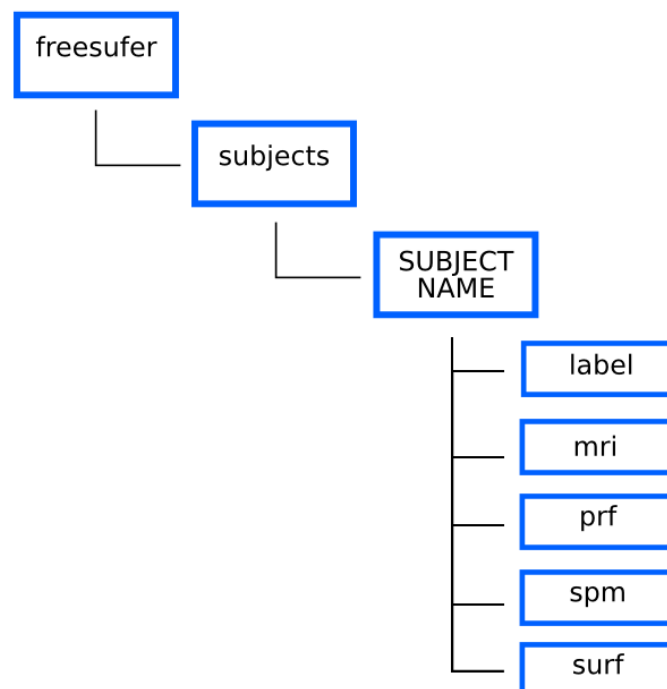 freesufer
subjects
SUBJECT
NAME
label
mri
prf
spm
surf